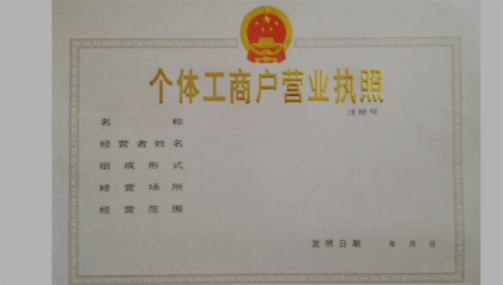 个体工商户营业执照
注册号
名 称
经营者姓名
组成形式
经营场所
经营范围
发照日期 年 月 日